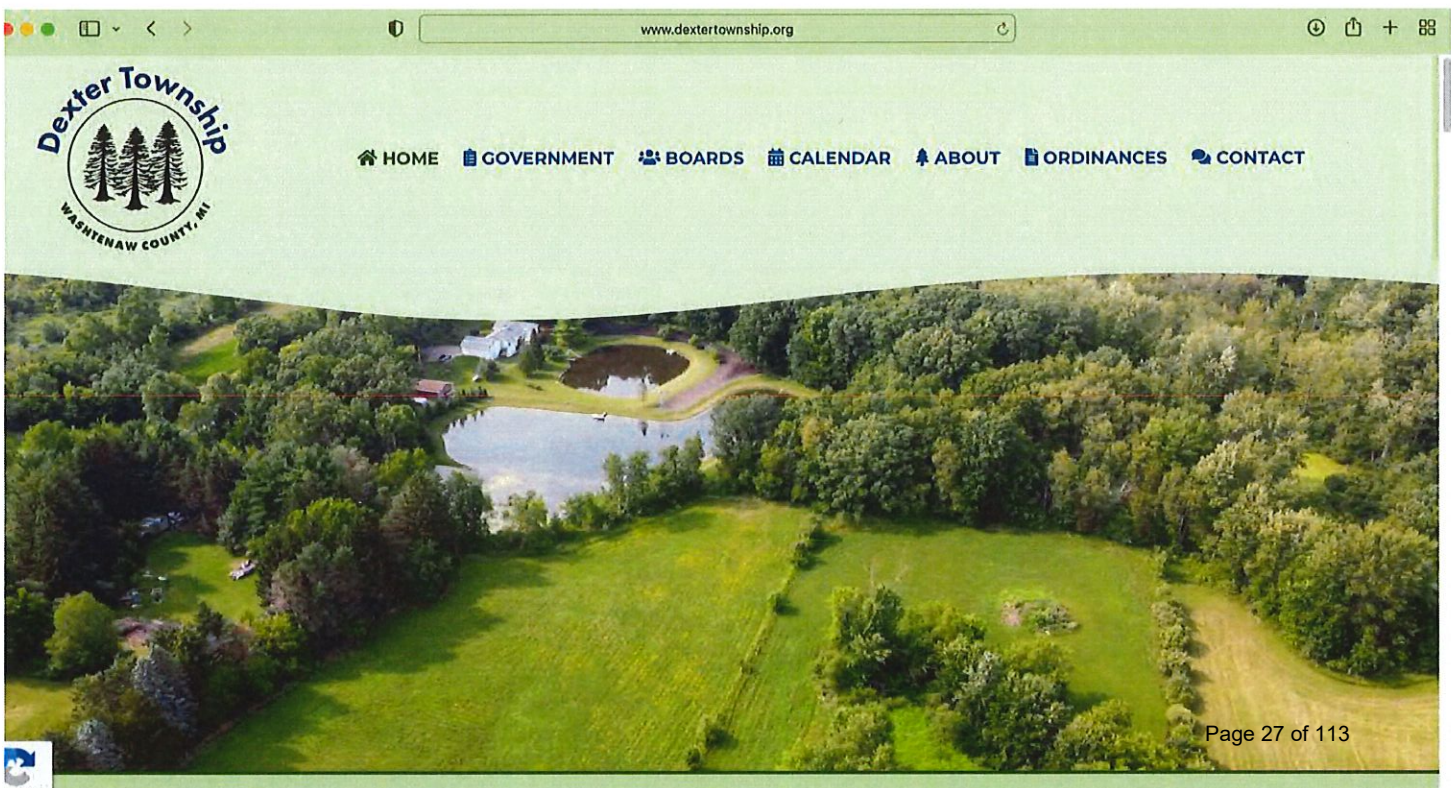 www.dextertownship.org
Dexter Township
WASHTENAW COUNTY, MI
HOME GOVERNMENT BOARDS CALENDAR ABOUT ORDINANCES CONTACT
Page 27 of 113